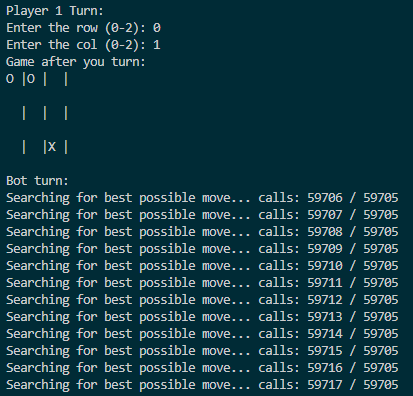 Player 1 Turn:
Enter the row (0-2): 0
Enter the col (0-2): 1
Game after you turn:
O |O |  |
  |  |  |
  |  |X |
Bot turn:
Searching for best possible move... calls: 59706 / 59705
Searching for best possible move... calls: 59707 / 59705
Searching for best possible move... calls: 59708 / 59705
Searching for best possible move... calls: 59709 / 59705
Searching for best possible move... calls: 59710 / 59705
Searching for best possible move... calls: 59711 / 59705
Searching for best possible move... calls: 59712 / 59705
Searching for best possible move... calls: 59713 / 59705
Searching for best possible move... calls: 59714 / 59705
Searching for best possible move... calls: 59715 / 59705
Searching for best possible move... calls: 59716 / 59705
Searching for best possible move... calls: 59717 / 59705